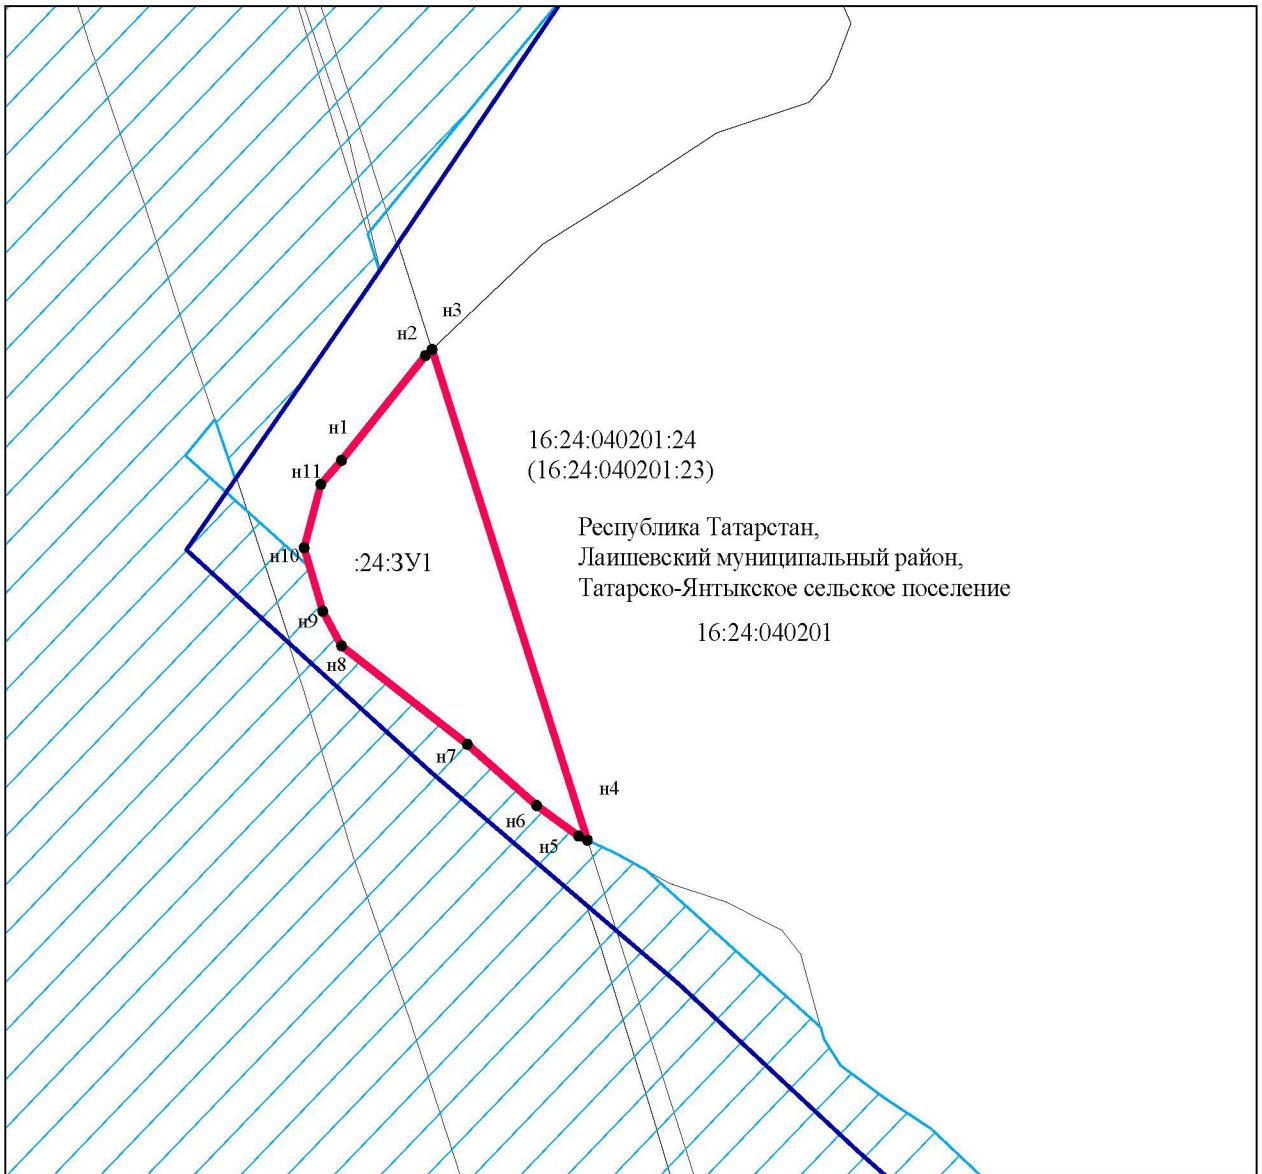 н3
н2
н1
16:24:040201:24
(16:24:040201:23)
н11
Республика Татарстан,
н10
:24:ЗУ1
Лаишевский муниципальный район,
Татарско-Янтыкское сельское поселение
н9
16:24:040201
н8
н7
н4
н6
н5